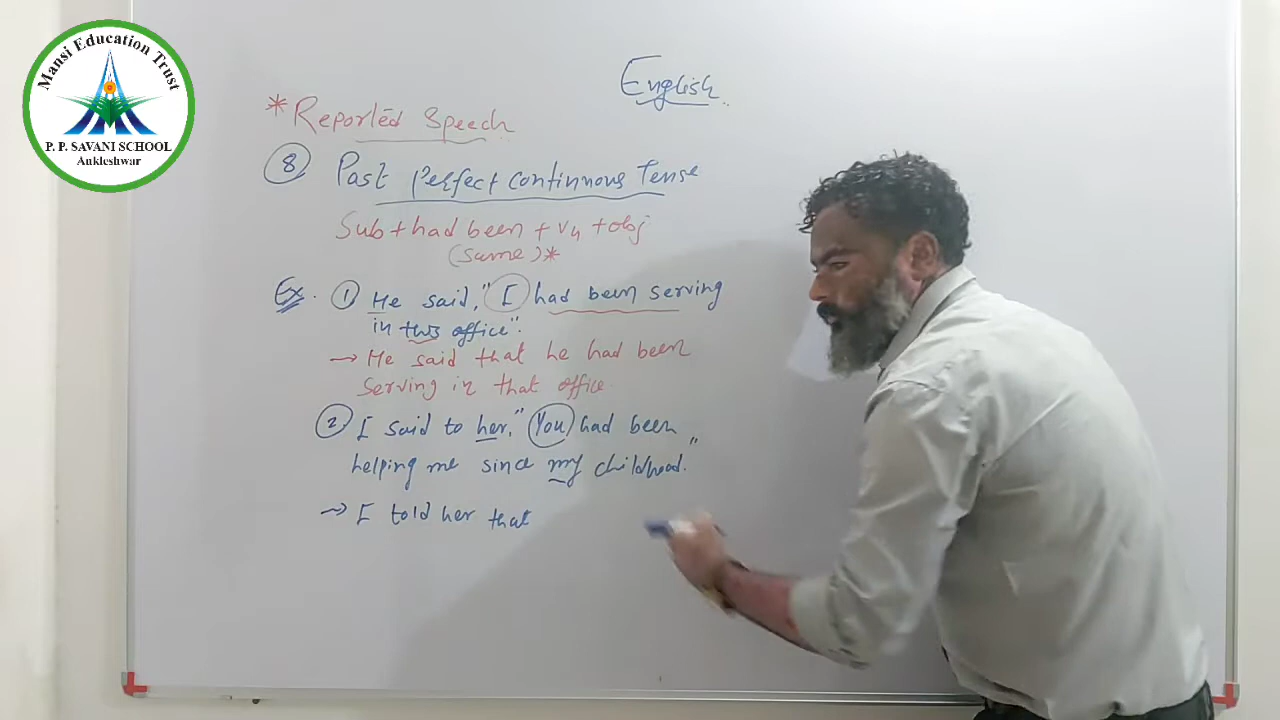 Mansi Education Trust
P. P. SAVANI SCHOOL
Ankleshwar
English
* Reported Speech
8 Past perfect continuous Tense
Sub + had been + V4 + obj
(same)*
Ex. 1 He said, "I had been serving
in this office".
→ He said that he had been
serving in that office
2 I said to her, "You had been
helping me since my childhood."
→ I told her that